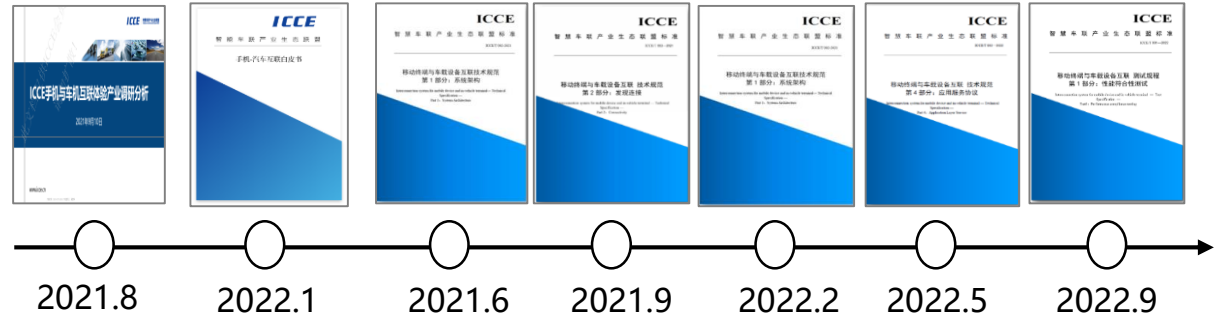 ICCE
ICCE手机与车机互联体验产业调研分析
2021年8月10日
ICCE
智慧车联产业生态联盟
手机-汽车互联白皮书
ICCE
智慧车联产业生态联盟标准
移动终端与车载设备互联技术规范
第1部分：系统架构
ICCE
智慧车联产业生态联盟标准
移动终端与车载设备互联 技术规范
第2部分：发现连接
ICCE
智慧车联产业生态联盟标准
移动终端与车载设备互联技术规范
第1部分：系统架构
ICCE
智慧车联产业生态联盟标准
移动终端与车载设备互联 技术规范
第4部分：应用服务协议
ICCE
智慧车联产业生态联盟标准
移动终端与车载设备互联 测试规程
第1部分：性能符合性测试
2021.8
2022.1
2021.6
2021.9
2022.2
2022.5
2022.9